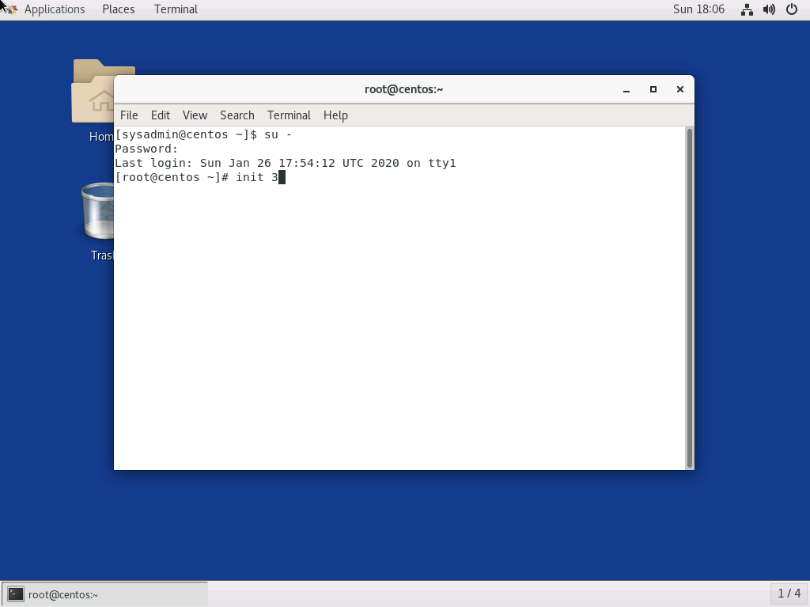 Applications Places Terminal Sun 18:06
root@centos:~
File Edit View Search Terminal Help
[sysadmin@centos ~]$ su -
Password:
Last login: Sun Jan 26 17:54:12 UTC 2020 on tty1
[root@centos ~]# init 3
Hom
Tras
root@centos:~
1 / 4